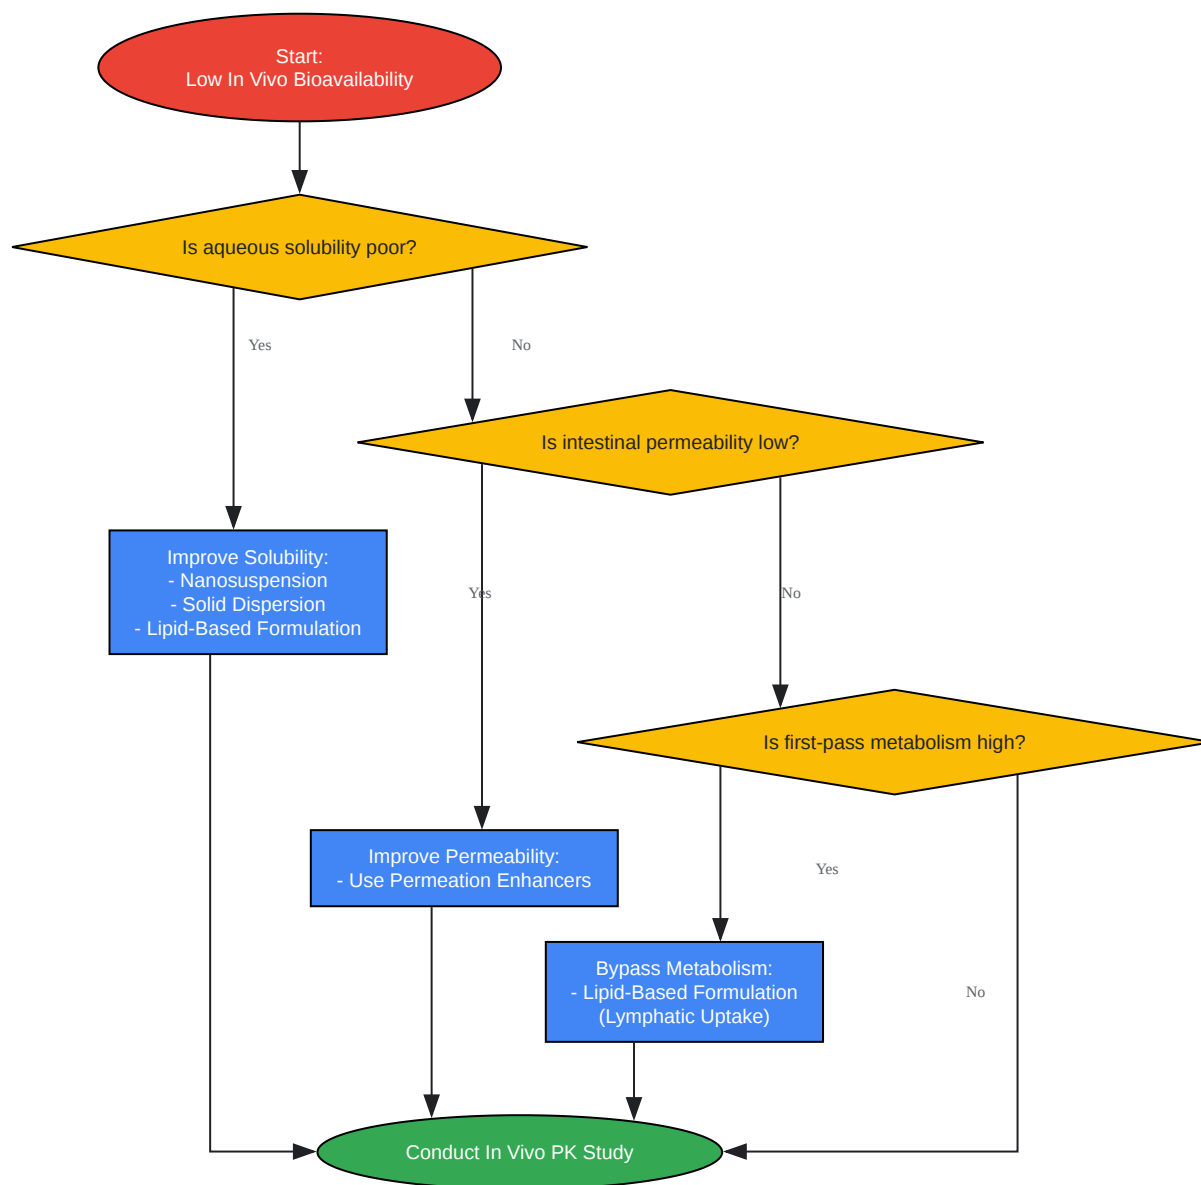 Start:
Low In Vivo Bioavailability
Is aqueous solubility poor?
Yes
No
Is intestinal permeability low?
Improve Solubility:
- Nanosuspension
- Solid Dispersion
- Lipid-Based Formulation
Yes
No
Is first-pass metabolism high?
Improve Permeability:
- Use Permeation Enhancers
Yes
Bypass Metabolism:
- Lipid-Based Formulation
(Lymphatic Uptake)
No
Conduct In Vivo PK Study